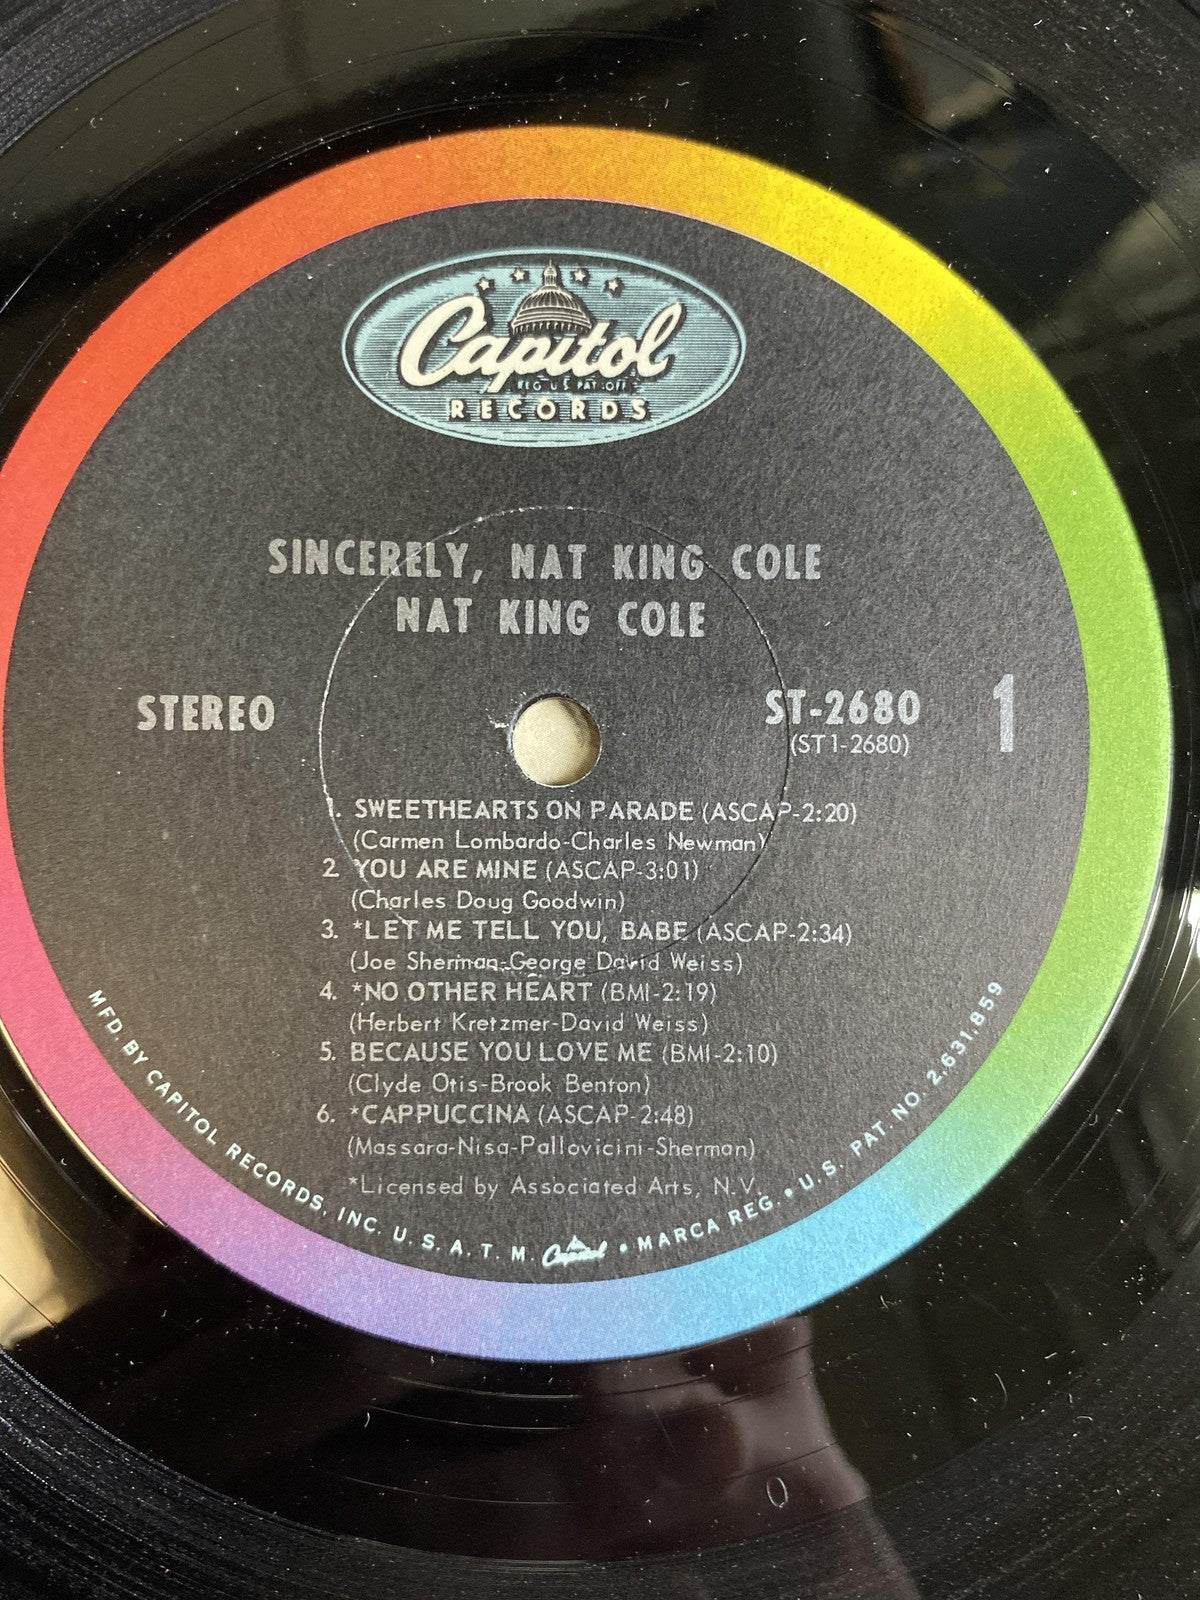 Capitol
REG. U.S. PAT. OFF.
RECORDS
SINCERELY, NAT KING COLE
NAT KING COLE
STEREO
ST-2680
(ST1-2680)
1
1. SWEETHEARTS ON PARADE (ASCAP-2:20)
(Carmen Lombardo-Charles Newman)
2. YOU ARE MINE (ASCAP-3:01)
(Charles Doug Goodwin)
3. *LET ME TELL YOU, BABE (ASCAP-2:34)
(Joe Sherman-George David Weiss)
4. *NO OTHER HEART (BMI-2:19)
(Herbert Kretzmer-David Weiss)
5. BECAUSE YOU LOVE ME (BMI-2:10)
(Clyde Otis-Brook Benton)
6. *CAPPUCCINA (ASCAP-2:48)
(Massara-Nisa-Pallovicini-Sherman)
*Licensed by Associated Arts, N.V.
MFD. BY CAPITOL RECORDS, INC. U.S.A. T.M. Capitol • MARCA REG. • U.S. PAT. NO. 2,631,859